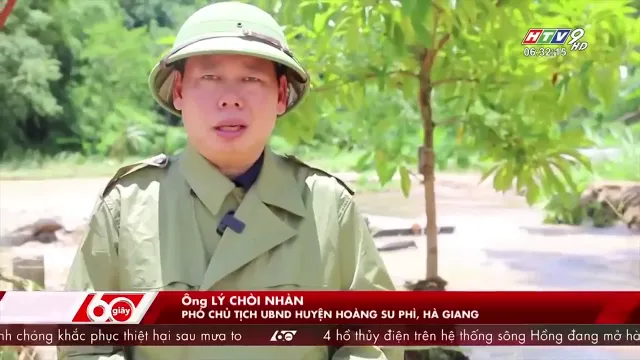 HTV9 HD
06:32:15
Ông LÝ CHÒI NHÀN
PHÓ CHỦ TỊCH UBND HUYỆN HOÀNG SU PHÌ, HÀ GIANG
60 giây
nh chóng khắc phục thiệt hại sau mưa to 60 giây 4 hồ thủy điện trên hệ thống sông Hồng đang mở h